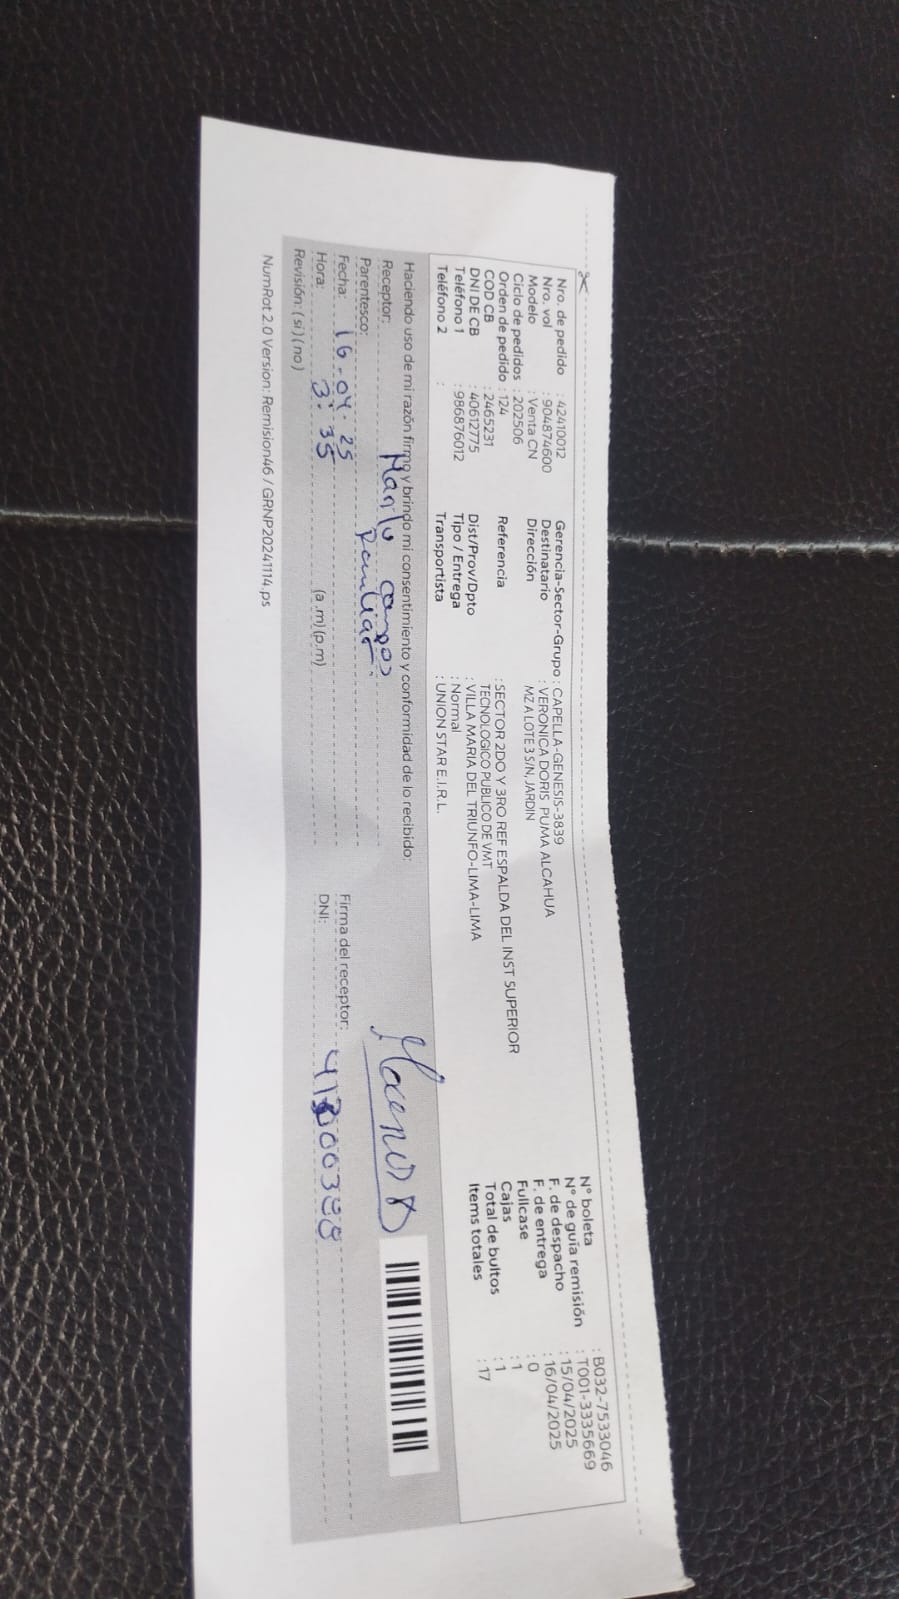 Nro. de pedido : 42410012
Nro. vol : 904874600
Modelo : Venta CN
Ciclo de pedidos : 202506
Orden de pedido : 124
COD CB : 2465231
DNI DE CB : 40612775
Teléfono 1 : 986876012
Teléfono 2 :
Gerencia-Sector-Grupo : CAPELLA-GENESIS-3839
Destinatario : VERONICA DORIS PUMA ALCAHUA
Dirección MZ A LOTE 3 S/N, JARDIN
Referencia : SECTOR 2DO Y 3RO REF ESPALDA DEL INST SUPERIOR
TECNOLOGICO PUBLICO DE VMT
Dist/Prov/Dpto : VILLA MARIA DEL TRIUNFO-LIMA-LIMA
Tipo / Entrega : Normal
Transportista : UNION STAR E.I.R.L.
N° boleta : B032-7533046
N° de guía remisión : T001-3335669
F. de despacho : 15/04/2025
F. de entrega : 16/04/2025
Fullcase : 0
Cajas : 1
Total de bultos : 1
Items totales : 17
Haciendo uso de mi razón firmo y brindo mi consentimiento y conformidad de lo recibido:
Receptor: campos
Parentesco: Familiar
Fecha: 16-04-25
Hora: 3:35 (a.m) (p.m)
Revisión: ( si ) ( no )
Firma del receptor:
DNI:
NumRot 2.0 Version: Remision46 / GRNP20241114.ps